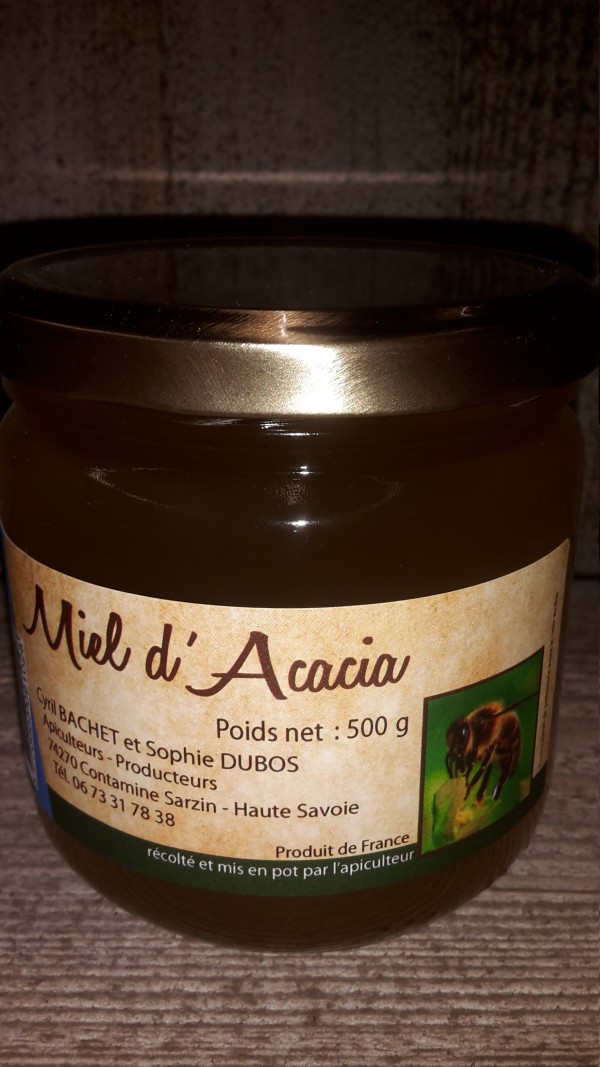 Miel d'Acacia
Poids net : 500 g
Cyril BACHET et Sophie DUBOS
Apiculteurs - Producteurs
74270 Contamine Sarzin - Haute Savoie
Tél. 06 73 31 78 38
Produit de France
récolté et mis en pot par l'apiculteur